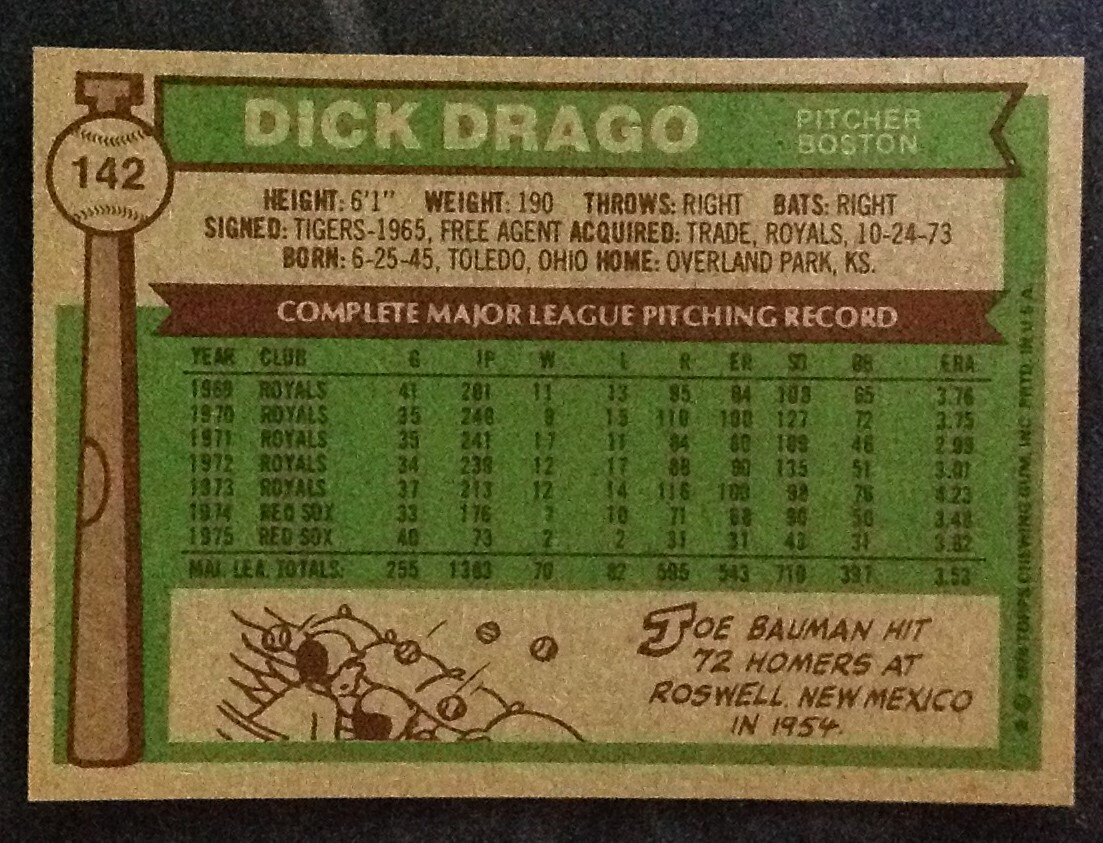 142
DICK DRAGO
PITCHER
BOSTON
HEIGHT: 6'1" WEIGHT: 190 THROWS: RIGHT BATS: RIGHT
SIGNED: TIGERS-1965, FREE AGENT ACQUIRED: TRADE, ROYALS, 10-24-73
BORN: 6-25-45, TOLEDO, OHIO HOME: OVERLAND PARK, KS.
COMPLETE MAJOR LEAGUE PITCHING RECORD
YEAR CLUB G IP W L R ER SO BB ERA
1969 ROYALS 41 201 11 13 95 84 108 65 3.76
1970 ROYALS 35 240 9 15 110 100 127 72 3.75
1971 ROYALS 35 241 17 11 84 80 109 46 2.99
1972 ROYALS 34 239 12 17 88 80 135 51 3.01
1973 ROYALS 37 213 12 14 116 100 98 76 4.23
1974 RED SOX 33 176 7 10 71 68 90 50 3.48
1975 RED SOX 40 73 2 2 31 31 43 31 3.82
MAJ. LEA. TOTALS. 255 1383 70 82 595 543 710 3.53
JOE BAUMAN HIT
72 HOMERS AT
ROSWELL, NEW MEXICO
IN 1954.
TOPPS CHEWING GUM, INC. PRTD. IN U.S.A.